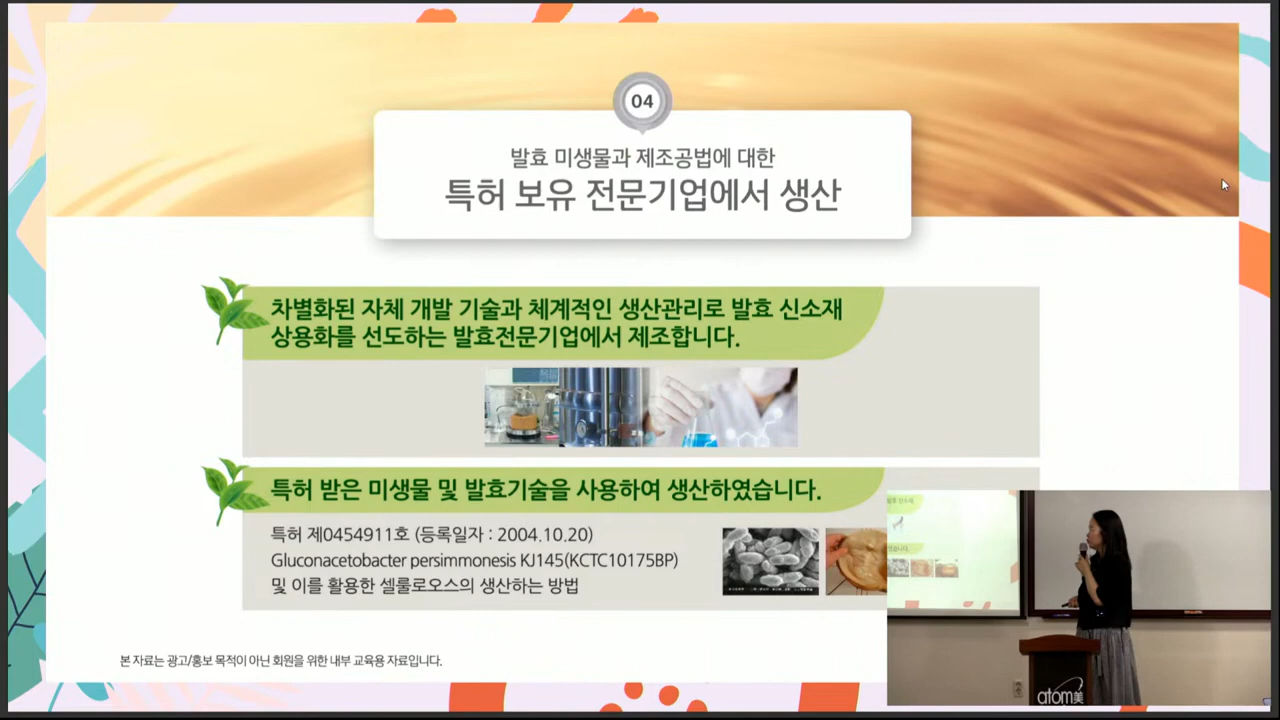 04
발효 미생물과 제조공법에 대한
특허 보유 전문기업에서 생산
차별화된 자체 개발 기술과 체계적인 생산관리로 발효 신소재
상용화를 선도하는 발효전문기업에서 제조합니다.
특허 받은 미생물 및 발효기술을 사용하여 생산하였습니다.
특허 제0454911호 (등록일자 : 2004.10.20)
Gluconacetobacter persimmonesis KJ145(KCTC10175BP)
및 이를 활용한 셀룰로오스의 생산하는 방법
본 자료는 광고/홍보 목적이 아닌 회원을 위한 내부 교육용 자료입니다.
atom美